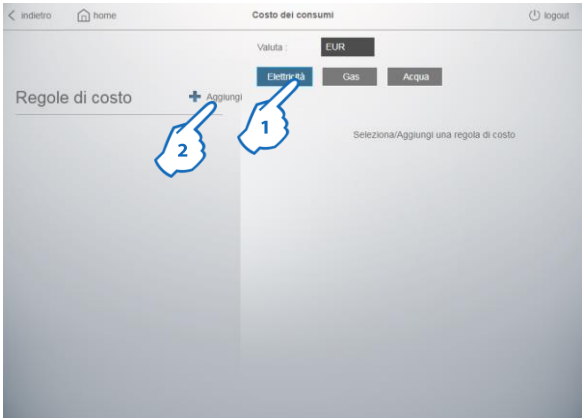 indietro home Costo dei consumi logout
Valuta : EUR
Elettricità Gas Acqua
Regole di costo Aggiungi
1
Seleziona/Aggiungi una regola di costo
2